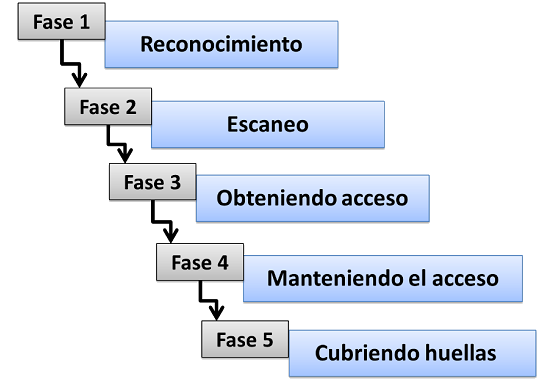 Fase 1
Reconocimiento
Fase 2
Escaneo
Fase 3
Obteniendo acceso
Fase 4
Manteniendo el acceso
Fase 5
Cubriendo huellas